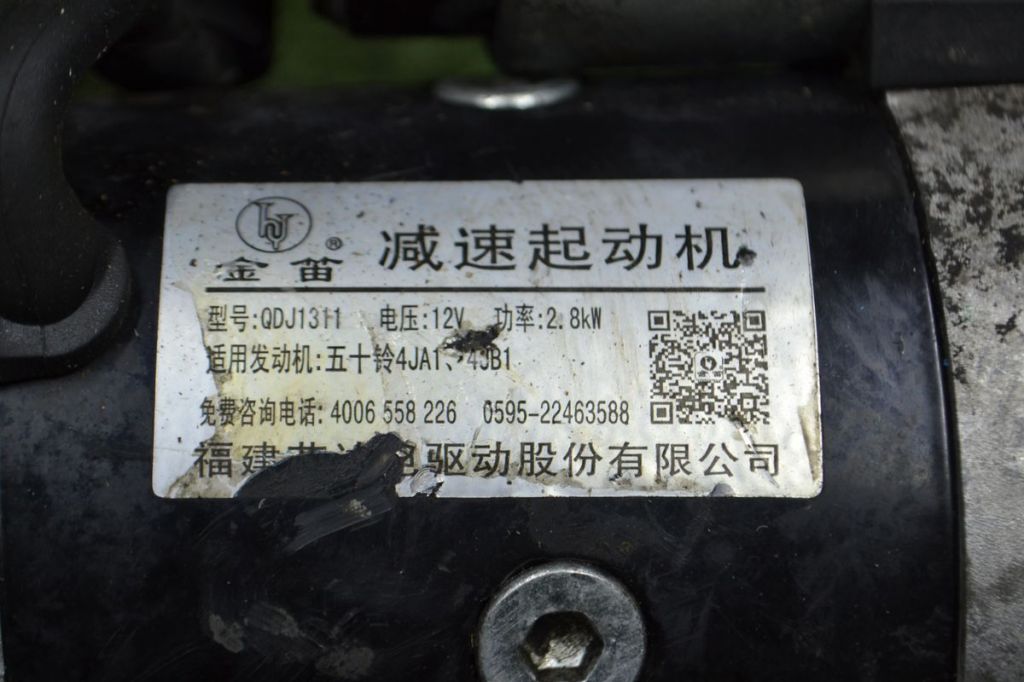 金笛 ® 减速起动机
型号:QDJ1311 电压:12V 功率:2.8kW
适用发动机:五十铃4JA1、4JB1
免费咨询电话: 4006 558 226 0595-22463588
福建 驱动股份有限公司